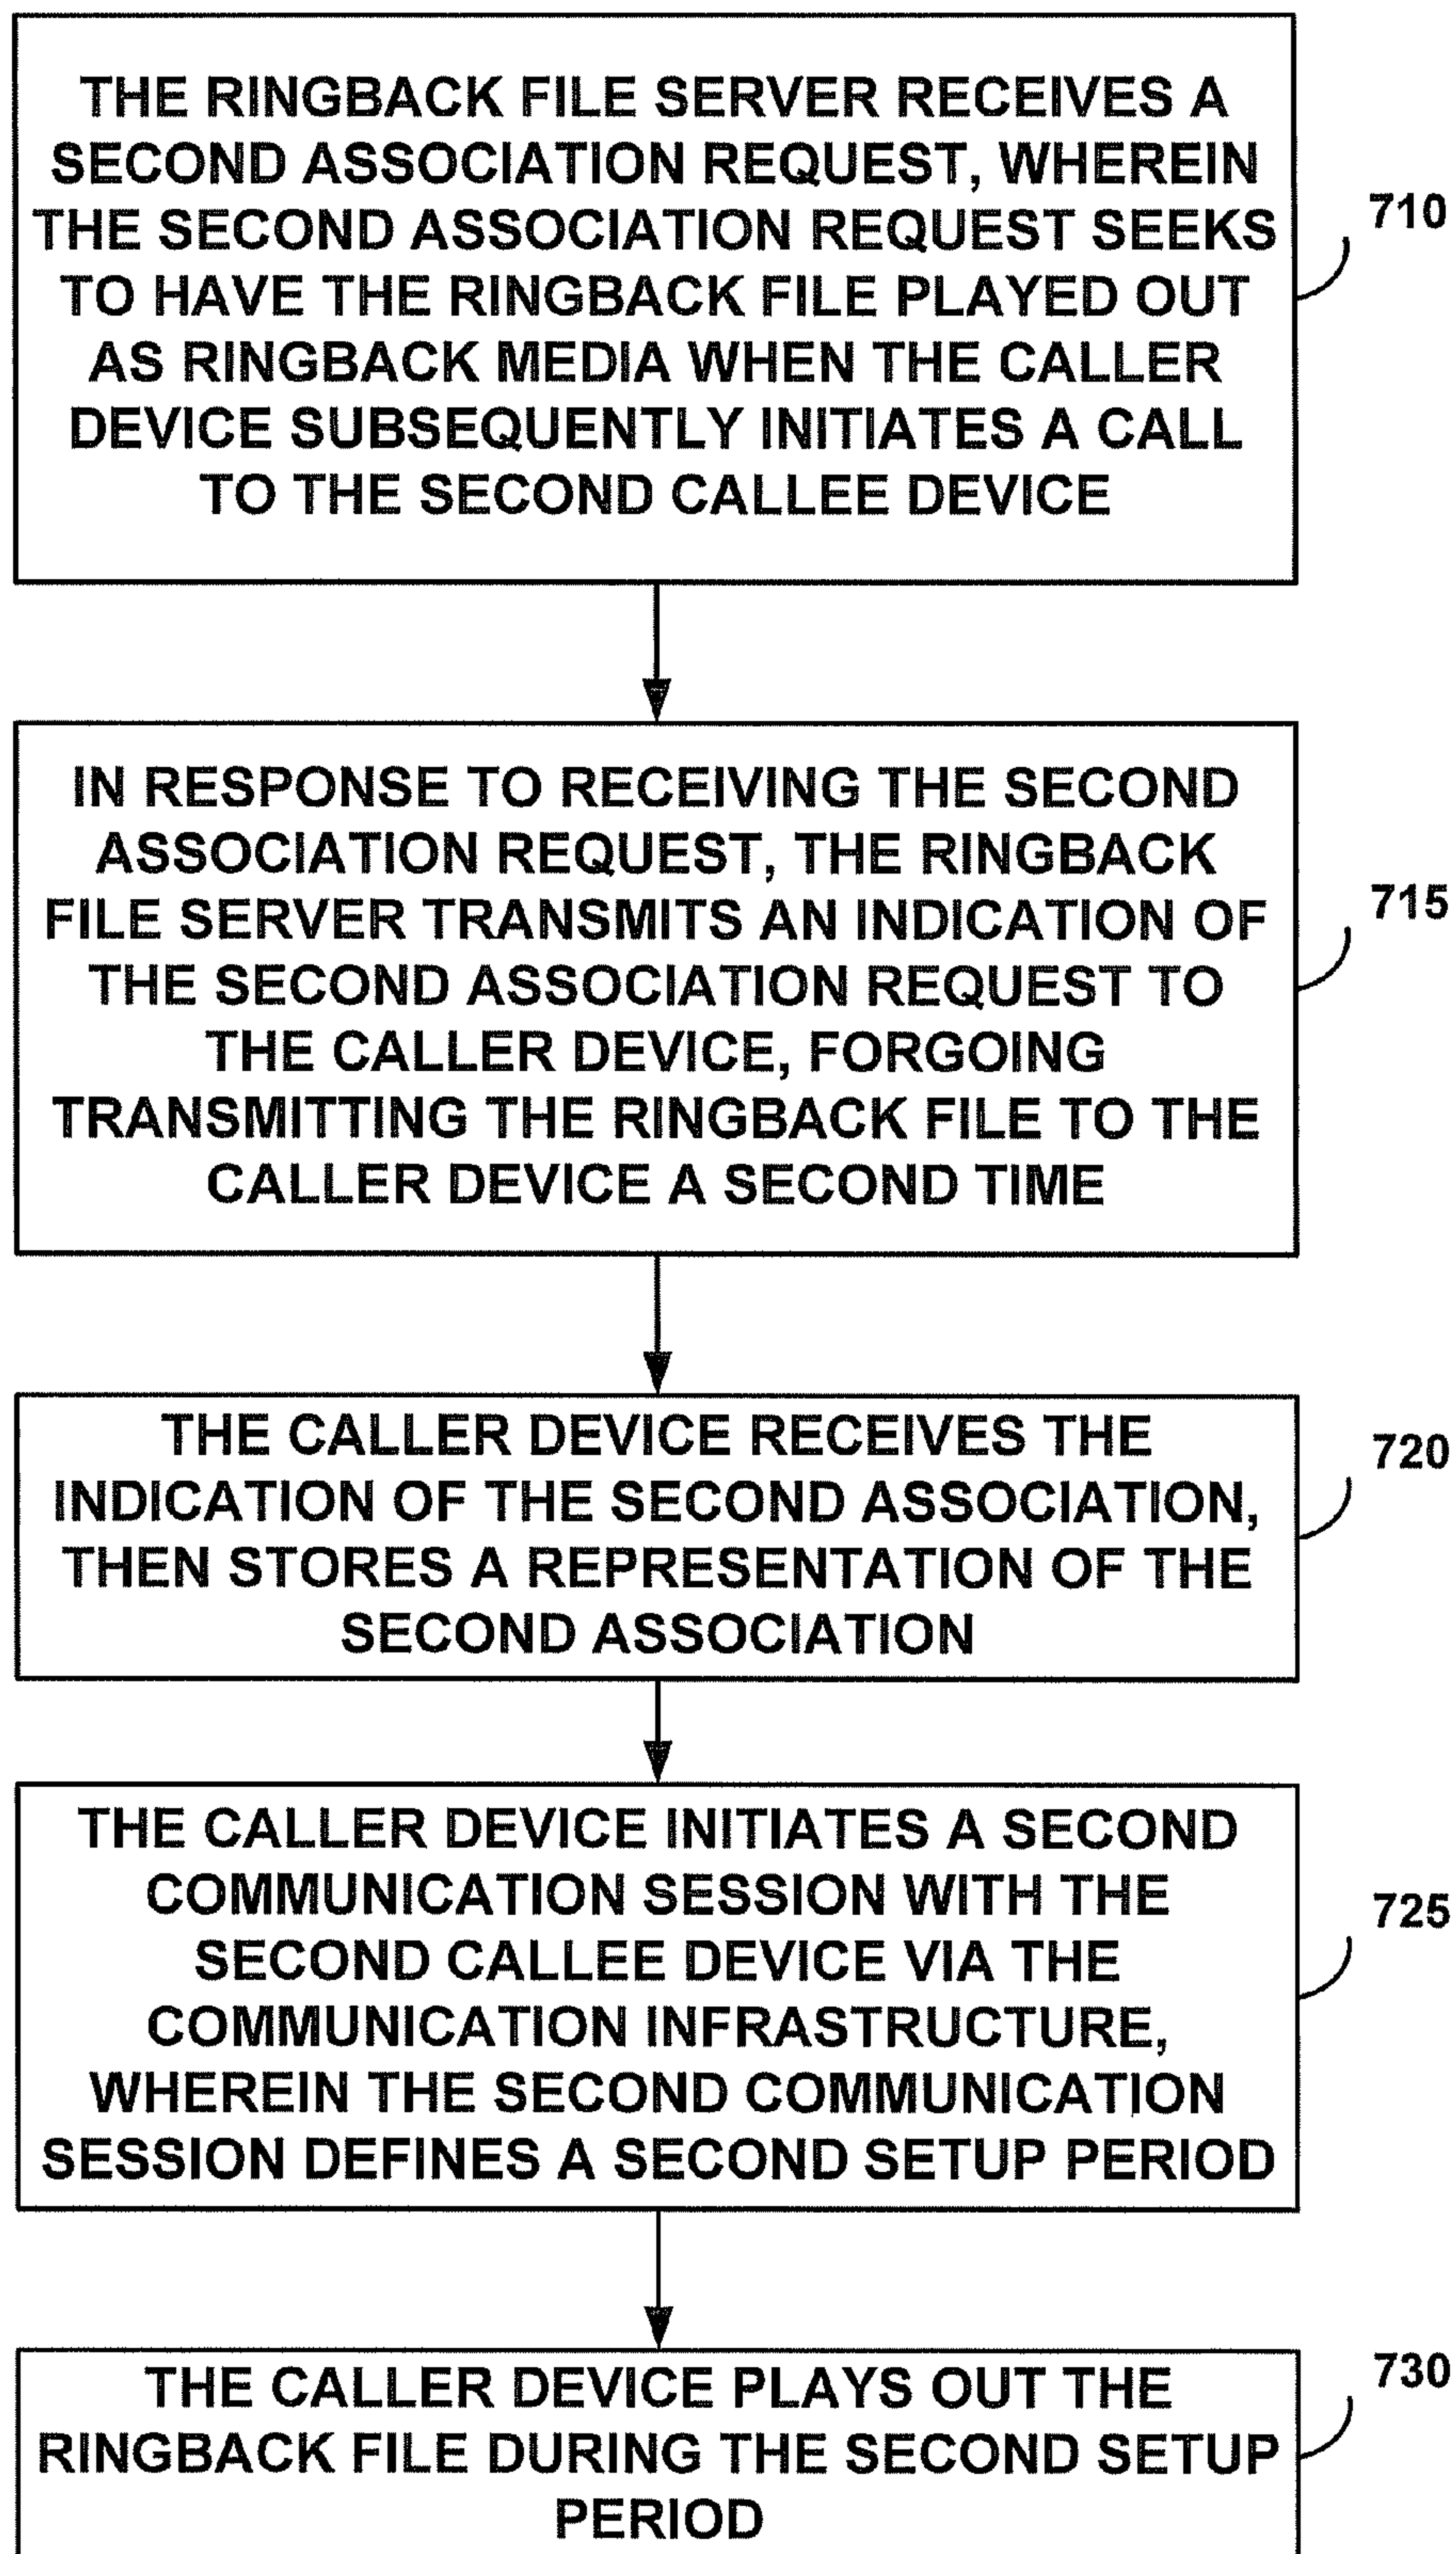 THE RINGBACK FILE SERVER RECEIVES A
SECOND ASSOCIATION REQUEST, WHEREIN
THE SECOND ASSOCIATION REQUEST SEEKS
TO HAVE THE RINGBACK FILE PLAYED OUT
AS RINGBACK MEDIA WHEN THE CALLER
DEVICE SUBSEQUENTLY INITIATES A CALL
TO THE SECOND CALLEE DEVICE
710
IN RESPONSE TO RECEIVING THE SECOND
ASSOCIATION REQUEST, THE RINGBACK
FILE SERVER TRANSMITS AN INDICATION OF
THE SECOND ASSOCIATION REQUEST TO
THE CALLER DEVICE, FORGOING
TRANSMITTING THE RINGBACK FILE TO THE
CALLER DEVICE A SECOND TIME
715
THE CALLER DEVICE RECEIVES THE
INDICATION OF THE SECOND ASSOCIATION,
THEN STORES A REPRESENTATION OF THE
SECOND ASSOCIATION
720
THE CALLER DEVICE INITIATES A SECOND
COMMUNICATION SESSION WITH THE
SECOND CALLEE DEVICE VIA THE
COMMUNICATION INFRASTRUCTURE,
WHEREIN THE SECOND COMMUNICATION
SESSION DEFINES A SECOND SETUP PERIOD
725
THE CALLER DEVICE PLAYS OUT THE
RINGBACK FILE DURING THE SECOND SETUP
PERIOD
730